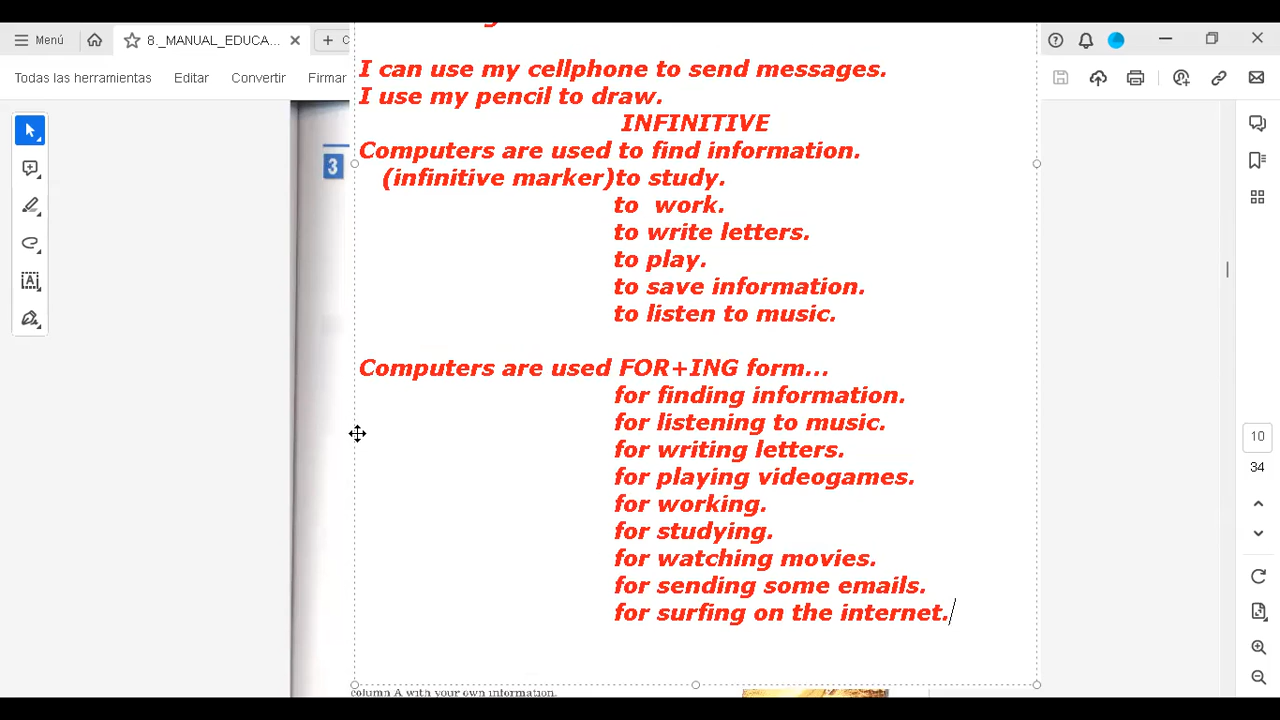 Menú
8._MANUAL_EDUCA...
I can use my cellphone to send messages.
Todas las herramientas Editar Convertir Firmar
I use my pencil to draw.
INFINITIVE
Computers are used to find information.
3
(infinitive marker)to study.
to work.
to write letters.
to play.
to save information.
to listen to music.
Computers are used FOR+ING form...
for finding information.
for listening to music.
for writing letters.
for playing videogames.
for working.
for studying.
for watching movies.
for sending some emails.
for surfing on the internet.
10
34
column A with your own information.